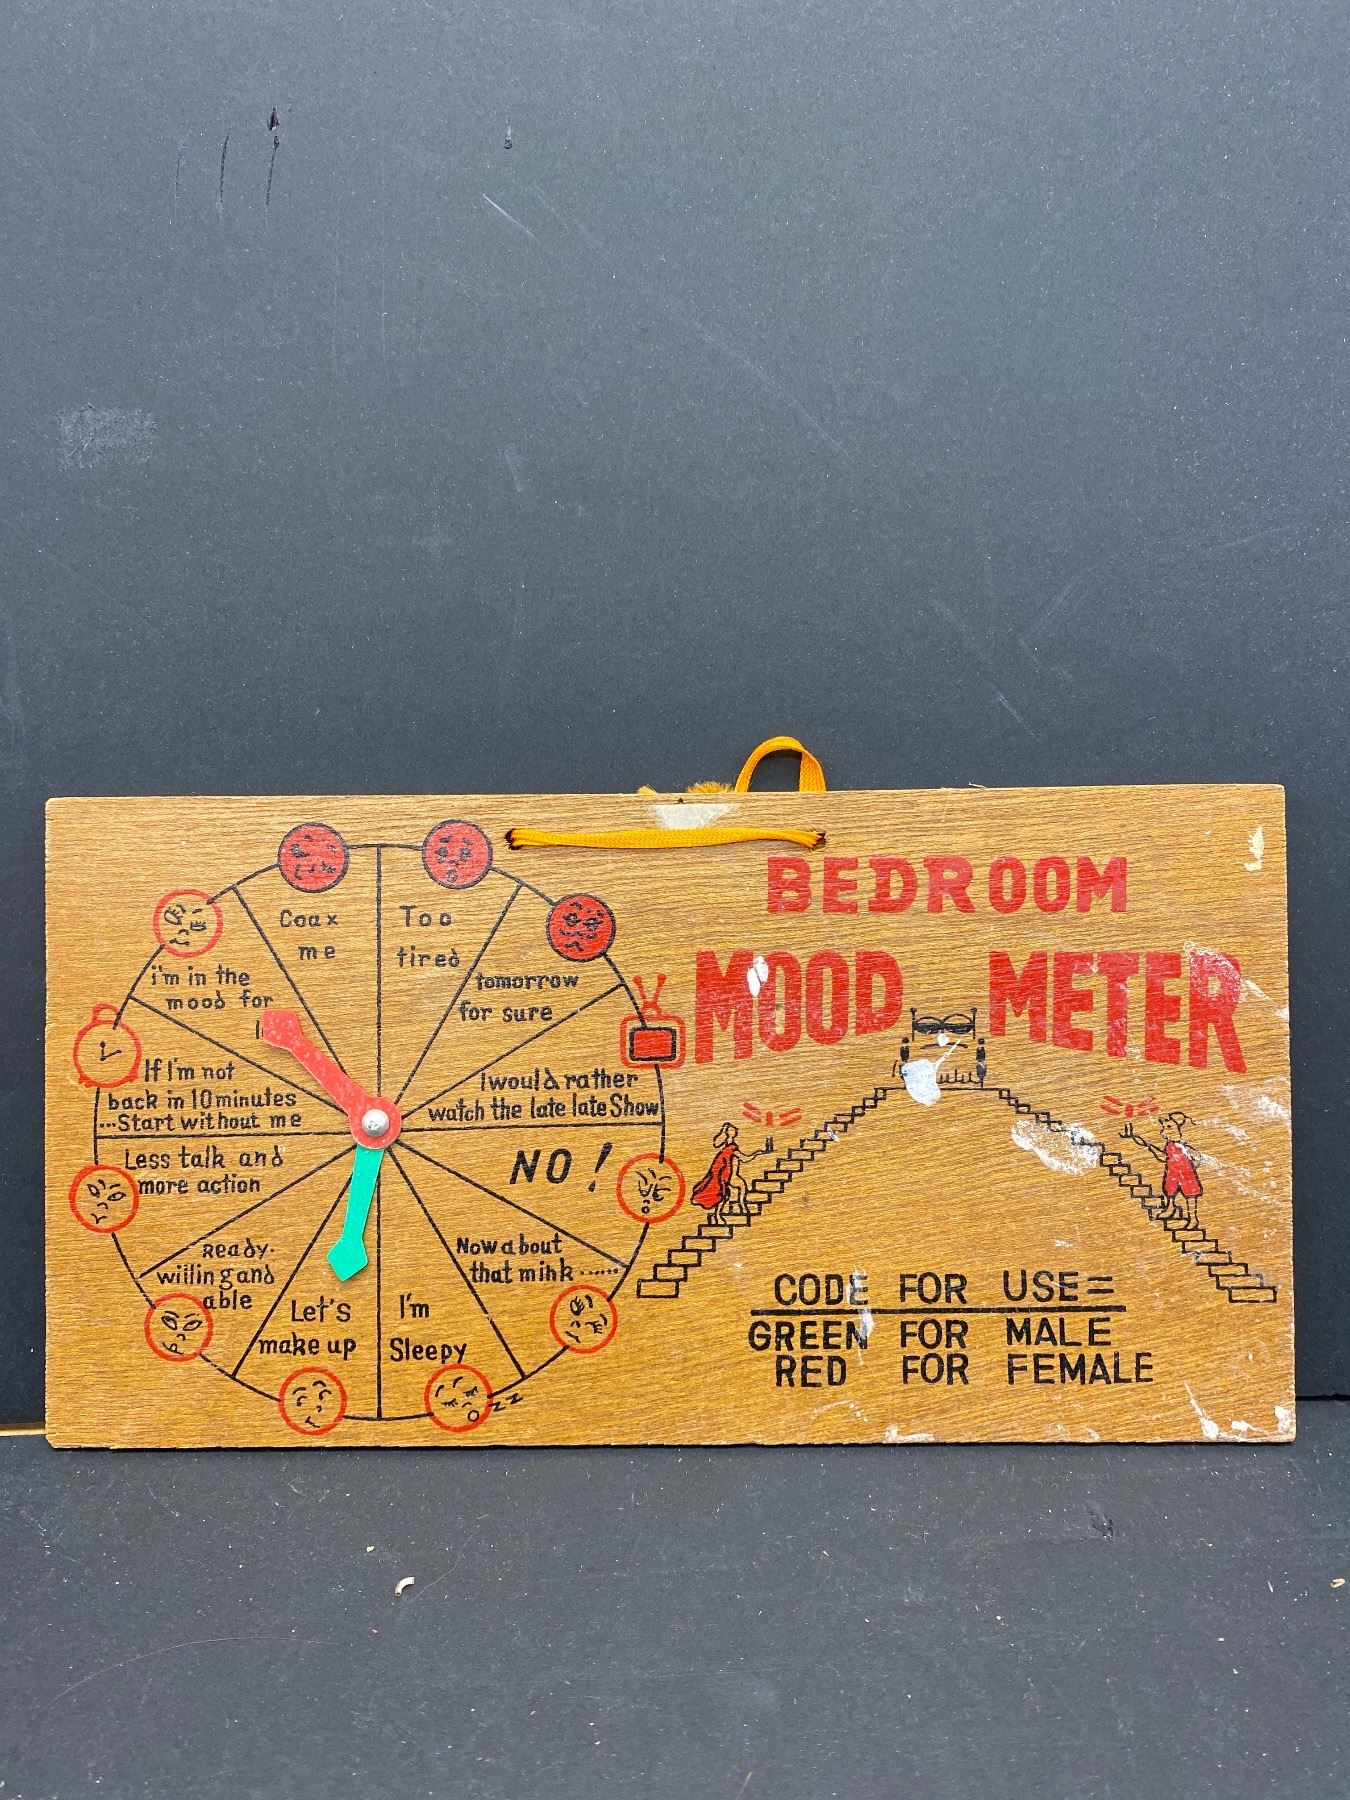 BEDROOM
MOOD METER
Coax
me
Too
tired
tomorrow
for sure
I would rather
watch the late late Show
NO!
Now about
that mink ......
I'm
Sleepy
Let's
make up
Ready.
willing and
able
Less talk and
more action
If I'm not
back in 10 minutes
...Start without me
i'm in the
mood for
zz
CODE FOR USE=
GREEN FOR MALE
RED FOR FEMALE